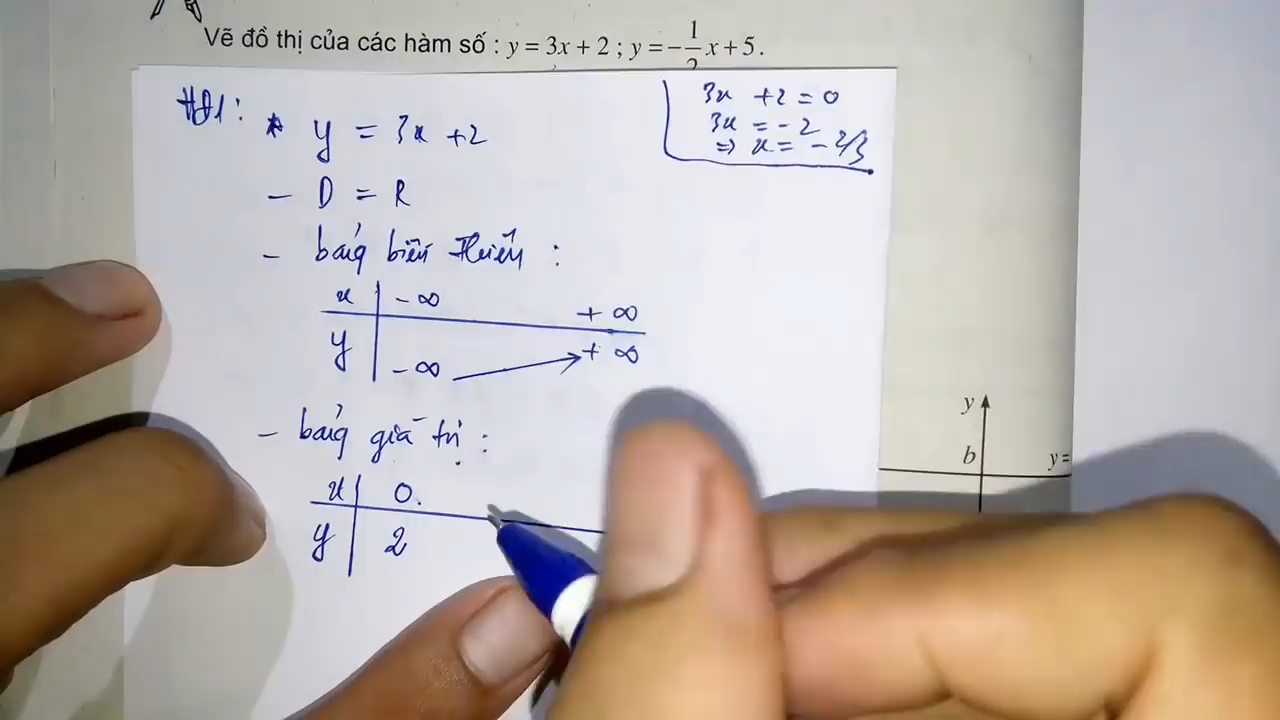 Vẽ đồ thị của các hàm số : y = 3x + 2 ; y = -1/2 x + 5.
HĐ1 : * y = 3x + 2
3x + 2 = 0
3x = -2
=> x = -2/3
- D = R
- bảng biến thiên :
x | -∞ +∞
y | -∞ +∞
- bảng giá trị :
x | 0.
y | 2
y
b
y =